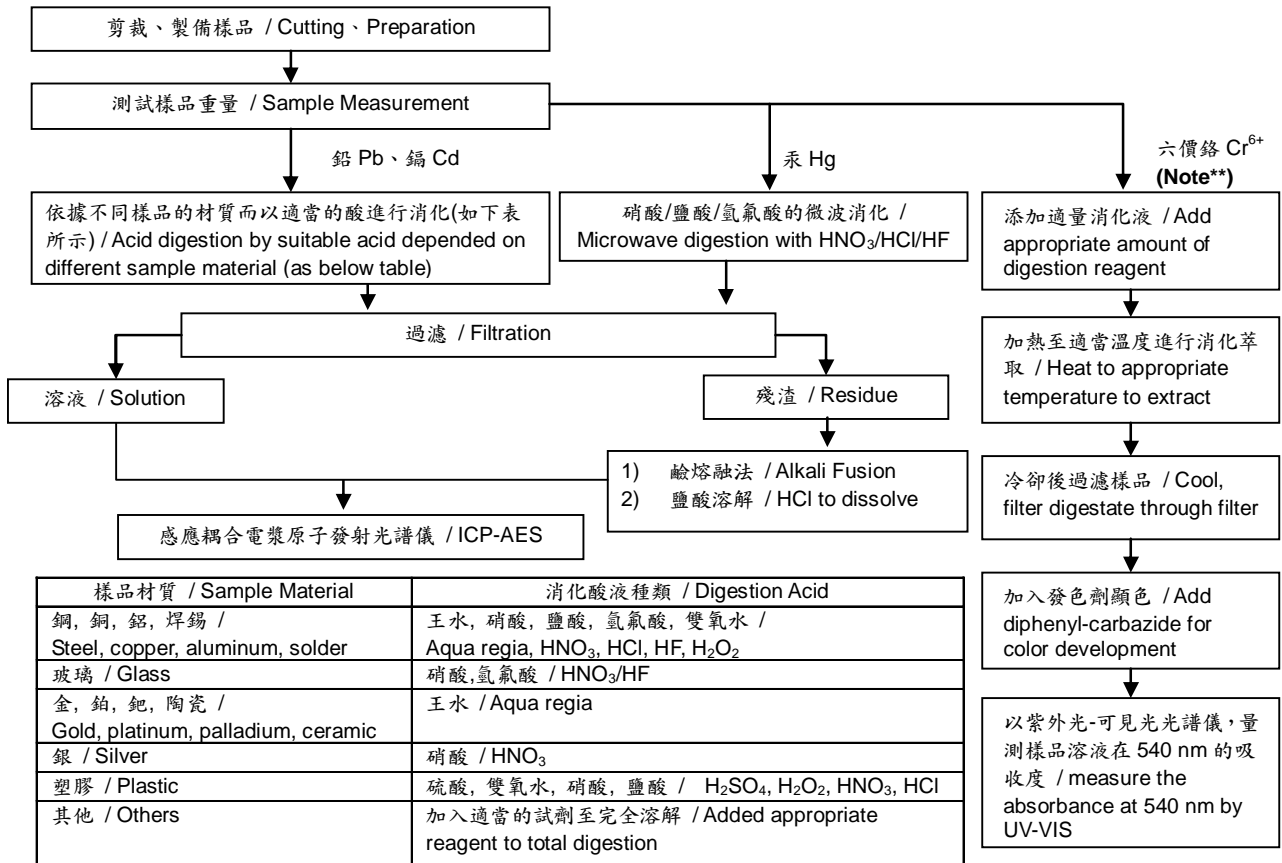 剪裁、製備樣品 / Cutting、Preparation
測試樣品重量 / Sample Measurement
鉛 Pb、鎘 Cd
汞 Hg
六價鉻 Cr⁶⁺
(Note**)
依據不同樣品的材質而以適當的酸進行消化(如下表
所示) / Acid digestion by suitable acid depended on
different sample material (as below table)
硝酸/鹽酸/氫氟酸的微波消化 /
Microwave digestion with HNO₃/HCl/HF
添加適量消化液 / Add
appropriate amount of
digestion reagent
過濾 / Filtration
加熱至適當溫度進行消化萃
取 / Heat to appropriate
temperature to extract
溶液 / Solution
殘渣 / Residue
1) 鹼熔融法 / Alkali Fusion
2) 鹽酸溶解 / HCl to dissolve
冷卻後過濾樣品 / Cool,
filter digestate through filter
感應耦合電漿原子發射光譜儀 / ICP-AES
加入發色劑顯色 / Add
diphenyl-carbazide for
color development
以紫外光-可見光光譜儀，量
測樣品溶液在 540 nm 的吸
收度 / measure the
absorbance at 540 nm by
UV-VIS
樣品材質 / Sample Material
消化酸液種類 / Digestion Acid
鋼, 銅, 鋁, 焊錫 /
Steel, copper, aluminum, solder
王水, 硝酸, 鹽酸, 氫氟酸, 雙氧水 /
Aqua regia, HNO₃, HCl, HF, H₂O₂
玻璃 / Glass
硝酸,氫氟酸 / HNO₃/HF
金, 鉑, 鈀, 陶瓷 /
Gold, platinum, palladium, ceramic
王水 / Aqua regia
銀 / Silver
硝酸 / HNO₃
塑膠 / Plastic
硫酸, 雙氧水, 硝酸, 鹽酸 / H₂SO₄, H₂O₂, HNO₃, HCl
其他 / Others
加入適當的試劑至完全溶解 / Added appropriate
reagent to total digestion